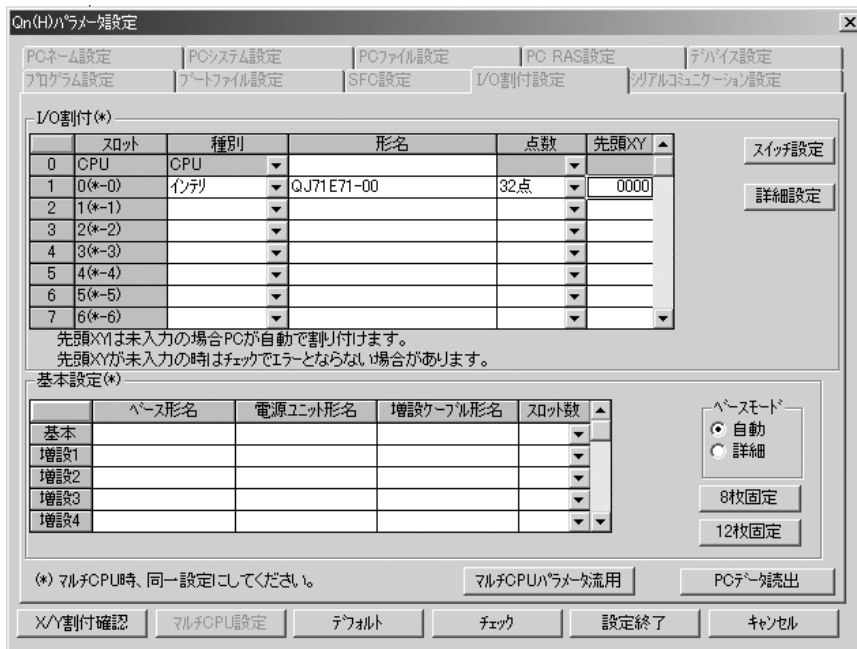 Qn(H)ﾊﾟﾗﾒｰﾀ設定
PCネーム設定 PCシステム設定 PCファイル設定 PC RAS設定 ﾃﾞﾊﾞｲｽ設定
ﾌﾟﾛｸﾞﾗﾑ設定 ﾌﾞｰﾄﾌｧｲﾙ設定 SFC設定 I/O割付設定 ｼﾘｱﾙｺﾐｭﾆｹｰｼｮﾝ設定
I/O割付(*)
スロット 種別 形名 点数 先頭XY
0 CPU CPU
1 0(*-0) インテリ QJ71E71-00 32点 0000
2 1(*-1)
3 2(*-2)
4 3(*-3)
5 4(*-4)
6 5(*-5)
7 6(*-6)
スイッチ設定
詳細設定
先頭XYは未入力の場合PCが自動で割り付けます。
先頭XYが未入力の時はﾁｪｯｸでエラーとならない場合があります。
基本設定(*)
ベース形名 電源ユニット形名 増設ケーブル形名 スロット数
基本
増設1
増設2
増設3
増設4
ベースモード
自動
詳細
8枚固定
12枚固定
(*) マルチCPU時、同一設定にしてください。
マルチCPUパラメータ流用 PCデータ読出
X/Y割付確認 マルチCPU設定 デフォルト チェック 設定終了 キャンセル